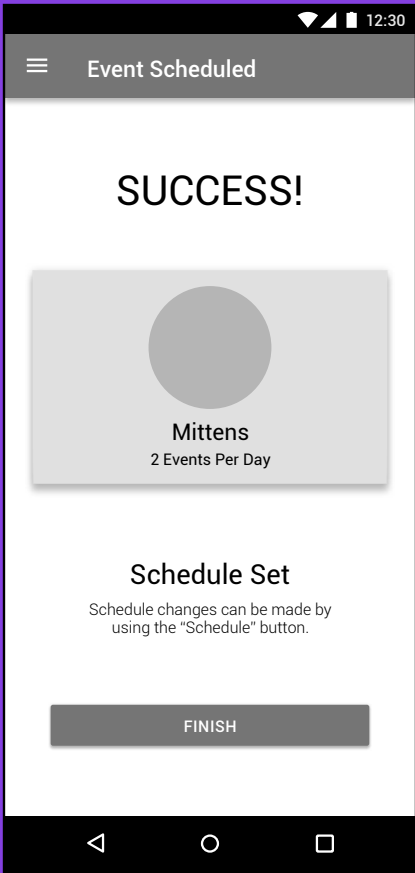 12:30
Event Scheduled
SUCCESS!
Mittens
2 Events Per Day
Schedule Set
Schedule changes can be made by
using the “Schedule” button.
FINISH